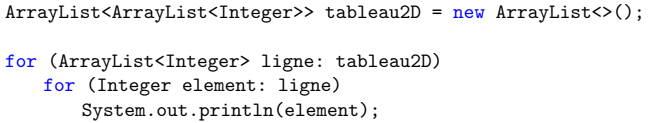 ArrayList<ArrayList<Integer>> tableau2D = new ArrayList<>();
for (ArrayList<Integer> ligne: tableau2D)
for (Integer element: ligne)
System.out.println(element);